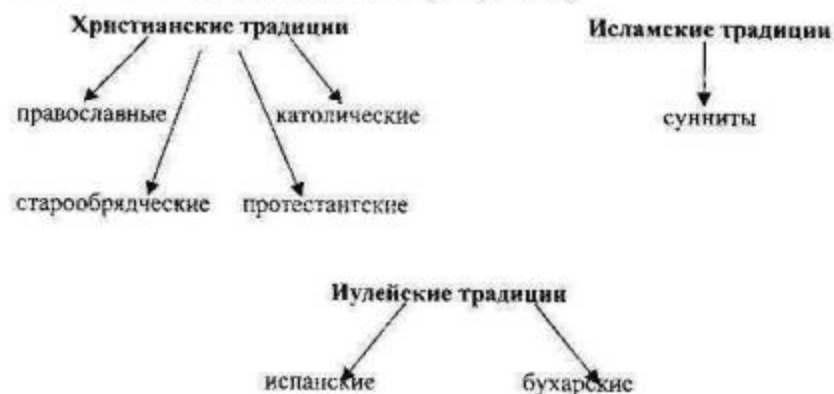 Христианские традиции
Исламские традиции
православные
католические
сунниты
старообрядческие
протестантские
Иулейские традиции
испанские
бухарские